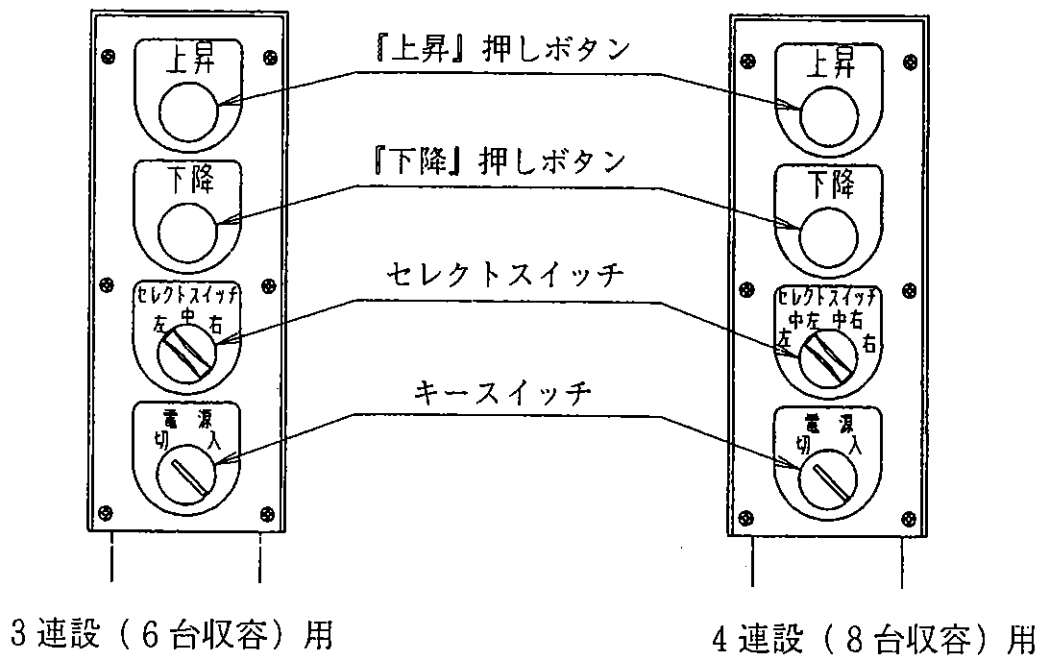 上昇
下降
セレクトスイッチ
左 中 右
電源
切 入
『上昇』押しボタン
『下降』押しボタン
セレクトスイッチ
キースイッチ
上昇
下降
セレクトスイッチ
左 中左 中右 右
電源
切 入
3連設(6台収容)用
4連設(8台収容)用